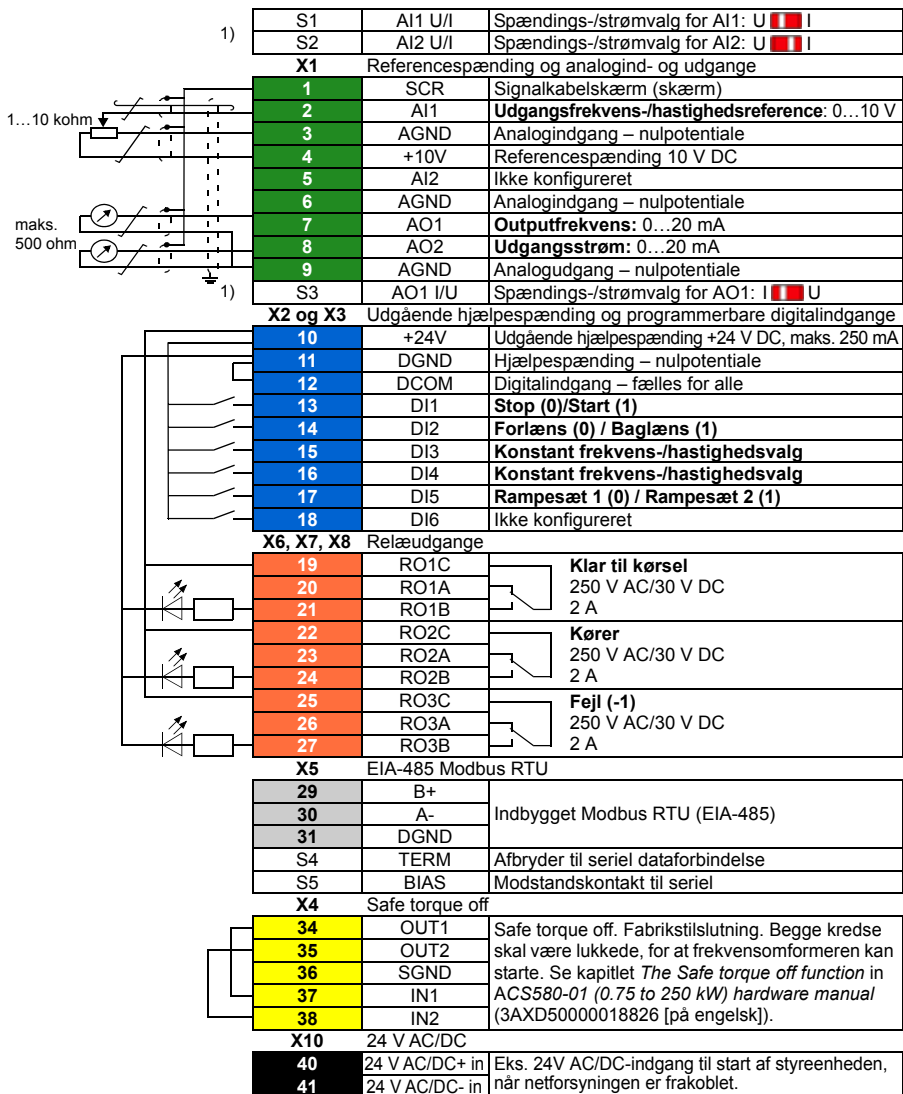 1)
S1 AI1 U/I Spændings-/strømvalg for AI1: U I
S2 AI2 U/I Spændings-/strømvalg for AI2: U I
X1 Referencespænding og analogind- og udgange
1 SCR Signalkabelskærm (skærm)
1…10 kohm
2 AI1 Udgangsfrekvens-/hastighedsreference: 0…10 V
3 AGND Analogindgang – nulpotentiale
4 +10V Referencespænding 10 V DC
5 AI2 Ikke konfigureret
6 AGND Analogindgang – nulpotentiale
maks.
500 ohm
7 AO1 Outputfrekvens: 0…20 mA
8 AO2 Udgangsstrøm: 0…20 mA
9 AGND Analogudgang – nulpotentiale
1)
S3 AO1 I/U Spændings-/strømvalg for AO1: I U
X2 og X3 Udgående hjælpespænding og programmerbare digitalindgange
10 +24V Udgående hjælpespænding +24 V DC, maks. 250 mA
11 DGND Hjælpespænding – nulpotentiale
12 DCOM Digitalindgang – fælles for alle
13 DI1 Stop (0)/Start (1)
14 DI2 Forlæns (0) / Baglæns (1)
15 DI3 Konstant frekvens-/hastighedsvalg
16 DI4 Konstant frekvens-/hastighedsvalg
17 DI5 Rampesæt 1 (0) / Rampesæt 2 (1)
18 DI6 Ikke konfigureret
X6, X7, X8 Relæudgange
19 RO1C Klar til kørsel
20 RO1A 250 V AC/30 V DC
21 RO1B 2 A
22 RO2C Kører
23 RO2A 250 V AC/30 V DC
24 RO2B 2 A
25 RO3C Fejl (-1)
26 RO3A 250 V AC/30 V DC
27 RO3B 2 A
X5 EIA-485 Modbus RTU
29 B+
30 A- Indbygget Modbus RTU (EIA-485)
31 DGND
S4 TERM Afbryder til seriel dataforbindelse
S5 BIAS Modstandskontakt til seriel
X4 Safe torque off
34 OUT1 Safe torque off. Fabrikstilslutning. Begge kredse
35 OUT2 skal være lukkede, for at frekvensomformeren kan
36 SGND starte. Se kapitlet The Safe torque off function in
37 IN1 ACS580-01 (0.75 to 250 kW) hardware manual
38 IN2 (3AXD50000018826 [på engelsk]).
X10 24 V AC/DC
40 24 V AC/DC+ in Eks. 24V AC/DC-indgang til start af styreenheden,
41 24 V AC/DC- in når netforsyningen er frakoblet.